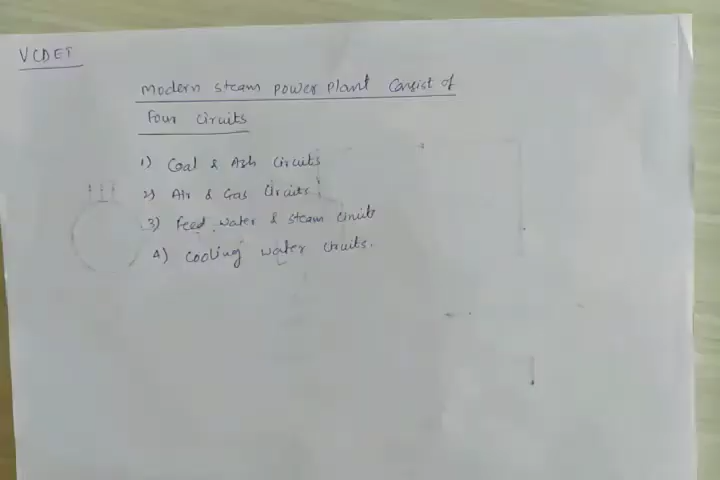 VCDET
Modern steam power plant consist of
Four circuits
1) Coal & Ash Circuits
2) Air & Gas Circuits
3) Feed water & steam circuits
4) cooling water circuits.